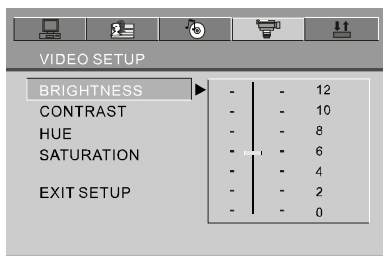 VIDEO SETUP
BRIGHTNESS
CONTRAST
HUE
SATURATION
EXIT SETUP
12
10
8
6
4
2
0